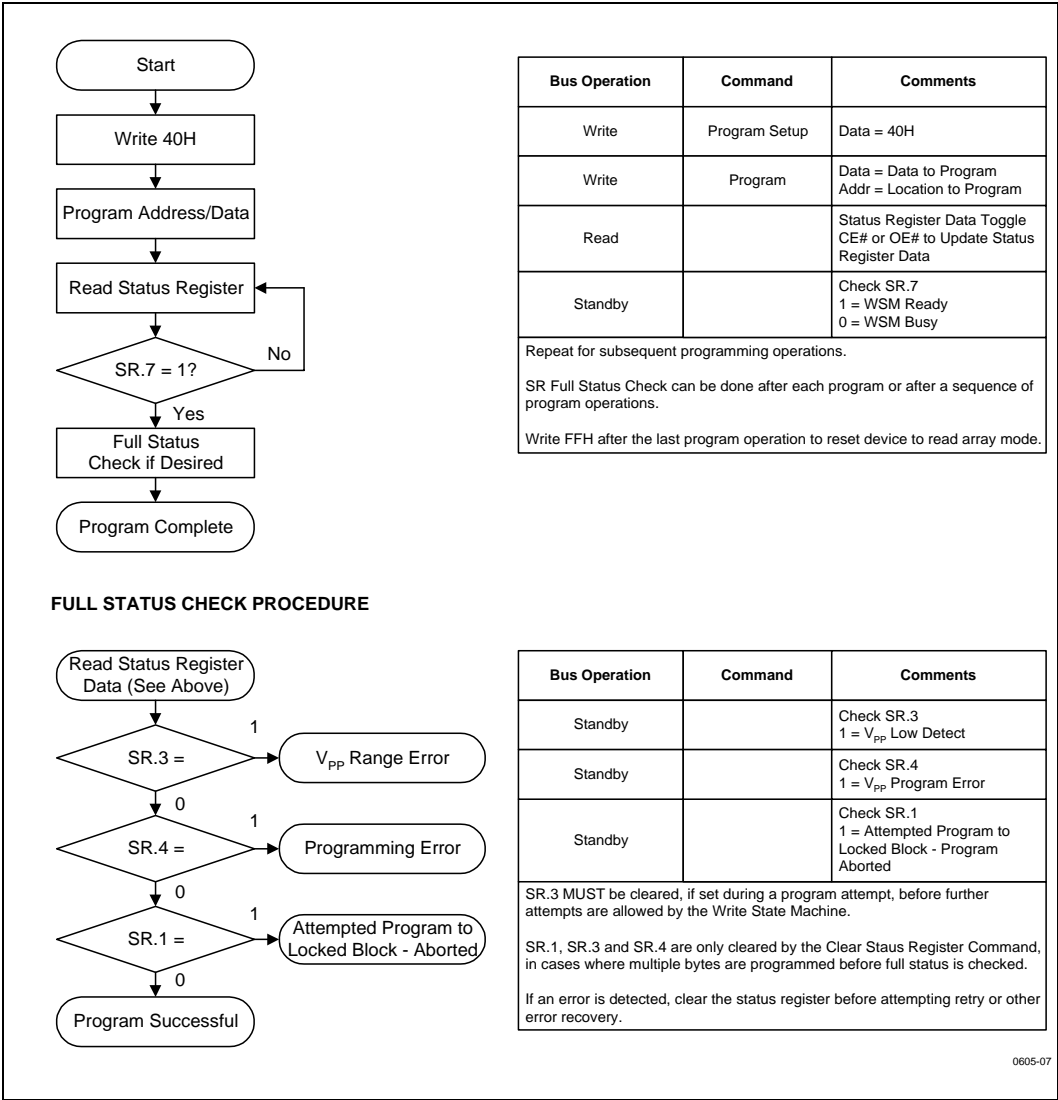 Start
Write 40H
Program Address/Data
Read Status Register
SR.7 = 1?
No
Yes
Full Status
Check if Desired
Program Complete
Bus Operation
Command
Comments
Write
Program Setup
Data = 40H
Write
Program
Data = Data to Program
Addr = Location to Program
Read
Status Register Data Toggle
CE# or OE# to Update Status
Register Data
Standby
Check SR.7
1 = WSM Ready
0 = WSM Busy
Repeat for subsequent programming operations.
SR Full Status Check can be done after each program or after a sequence of
program operations.
Write FFH after the last program operation to reset device to read array mode.
FULL STATUS CHECK PROCEDURE
Read Status Register
Data (See Above)
SR.3 =
1
VPP Range Error
0
SR.4 =
1
Programming Error
0
SR.1 =
1
Attempted Program to
Locked Block - Aborted
0
Program Successful
Bus Operation
Command
Comments
Standby
Check SR.3
1 = VPP Low Detect
Standby
Check SR.4
1 = VPP Program Error
Standby
Check SR.1
1 = Attempted Program to
Locked Block - Program
Aborted
SR.3 MUST be cleared, if set during a program attempt, before further
attempts are allowed by the Write State Machine.
SR.1, SR.3 and SR.4 are only cleared by the Clear Staus Register Command,
in cases where multiple bytes are programmed before full status is checked.
If an error is detected, clear the status register before attempting retry or other
error recovery.
0605-07